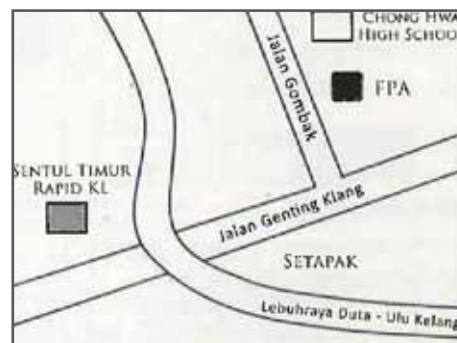 CHONG HWA
HIGH SCHOO
FPA
Jalan Gombak
SENTUL TIMUR
RAPID KL
Jalan Genting Klang
SETAPAK
Lebuhraya Duta - Ulu Kelang